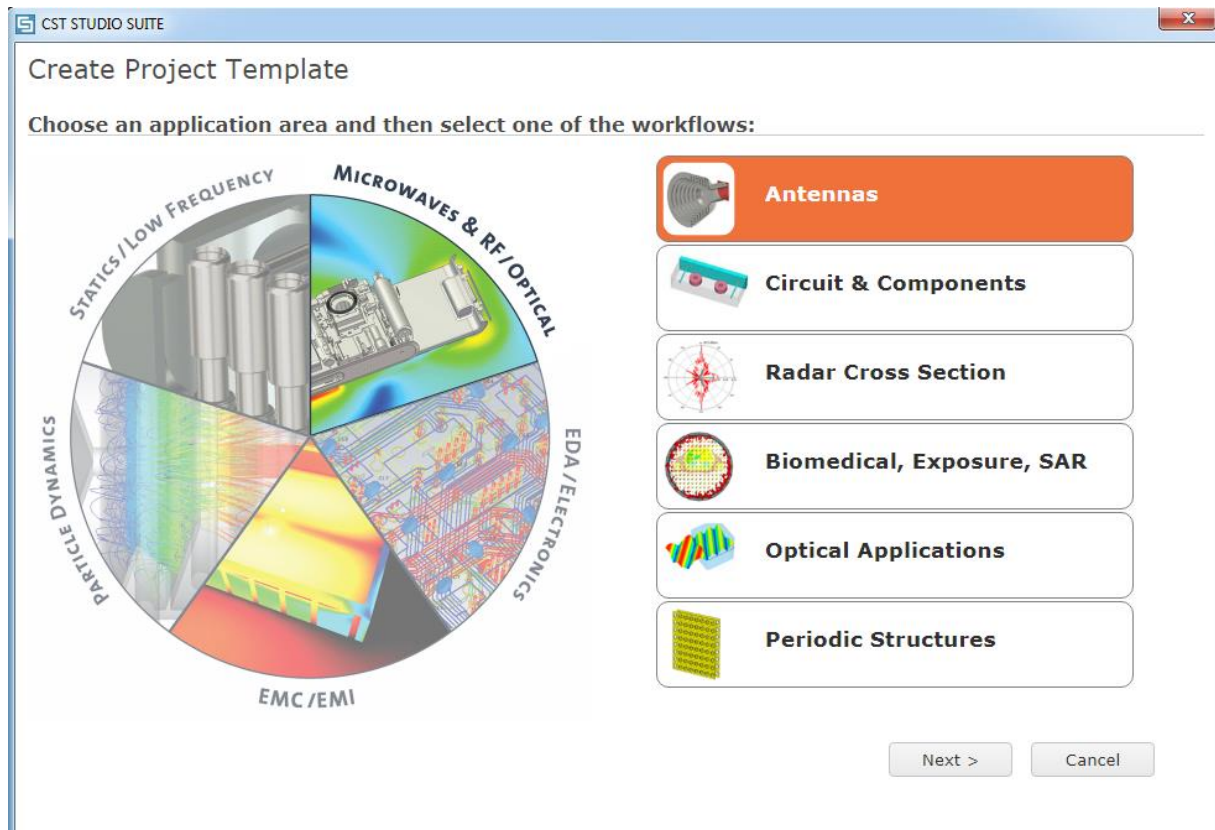 CST STUDIO SUITE
Create Project Template
Choose an application area and then select one of the workflows:
STATICS / LOW FREQUENCY
MICROWAVES & RF / OPTICAL
EDA / ELECTRONICS
EMC / EMI
PARTICLE DYNAMICS
Antennas
Circuit & Components
Radar Cross Section
Biomedical, Exposure, SAR
Optical Applications
Periodic Structures
Next >
Cancel